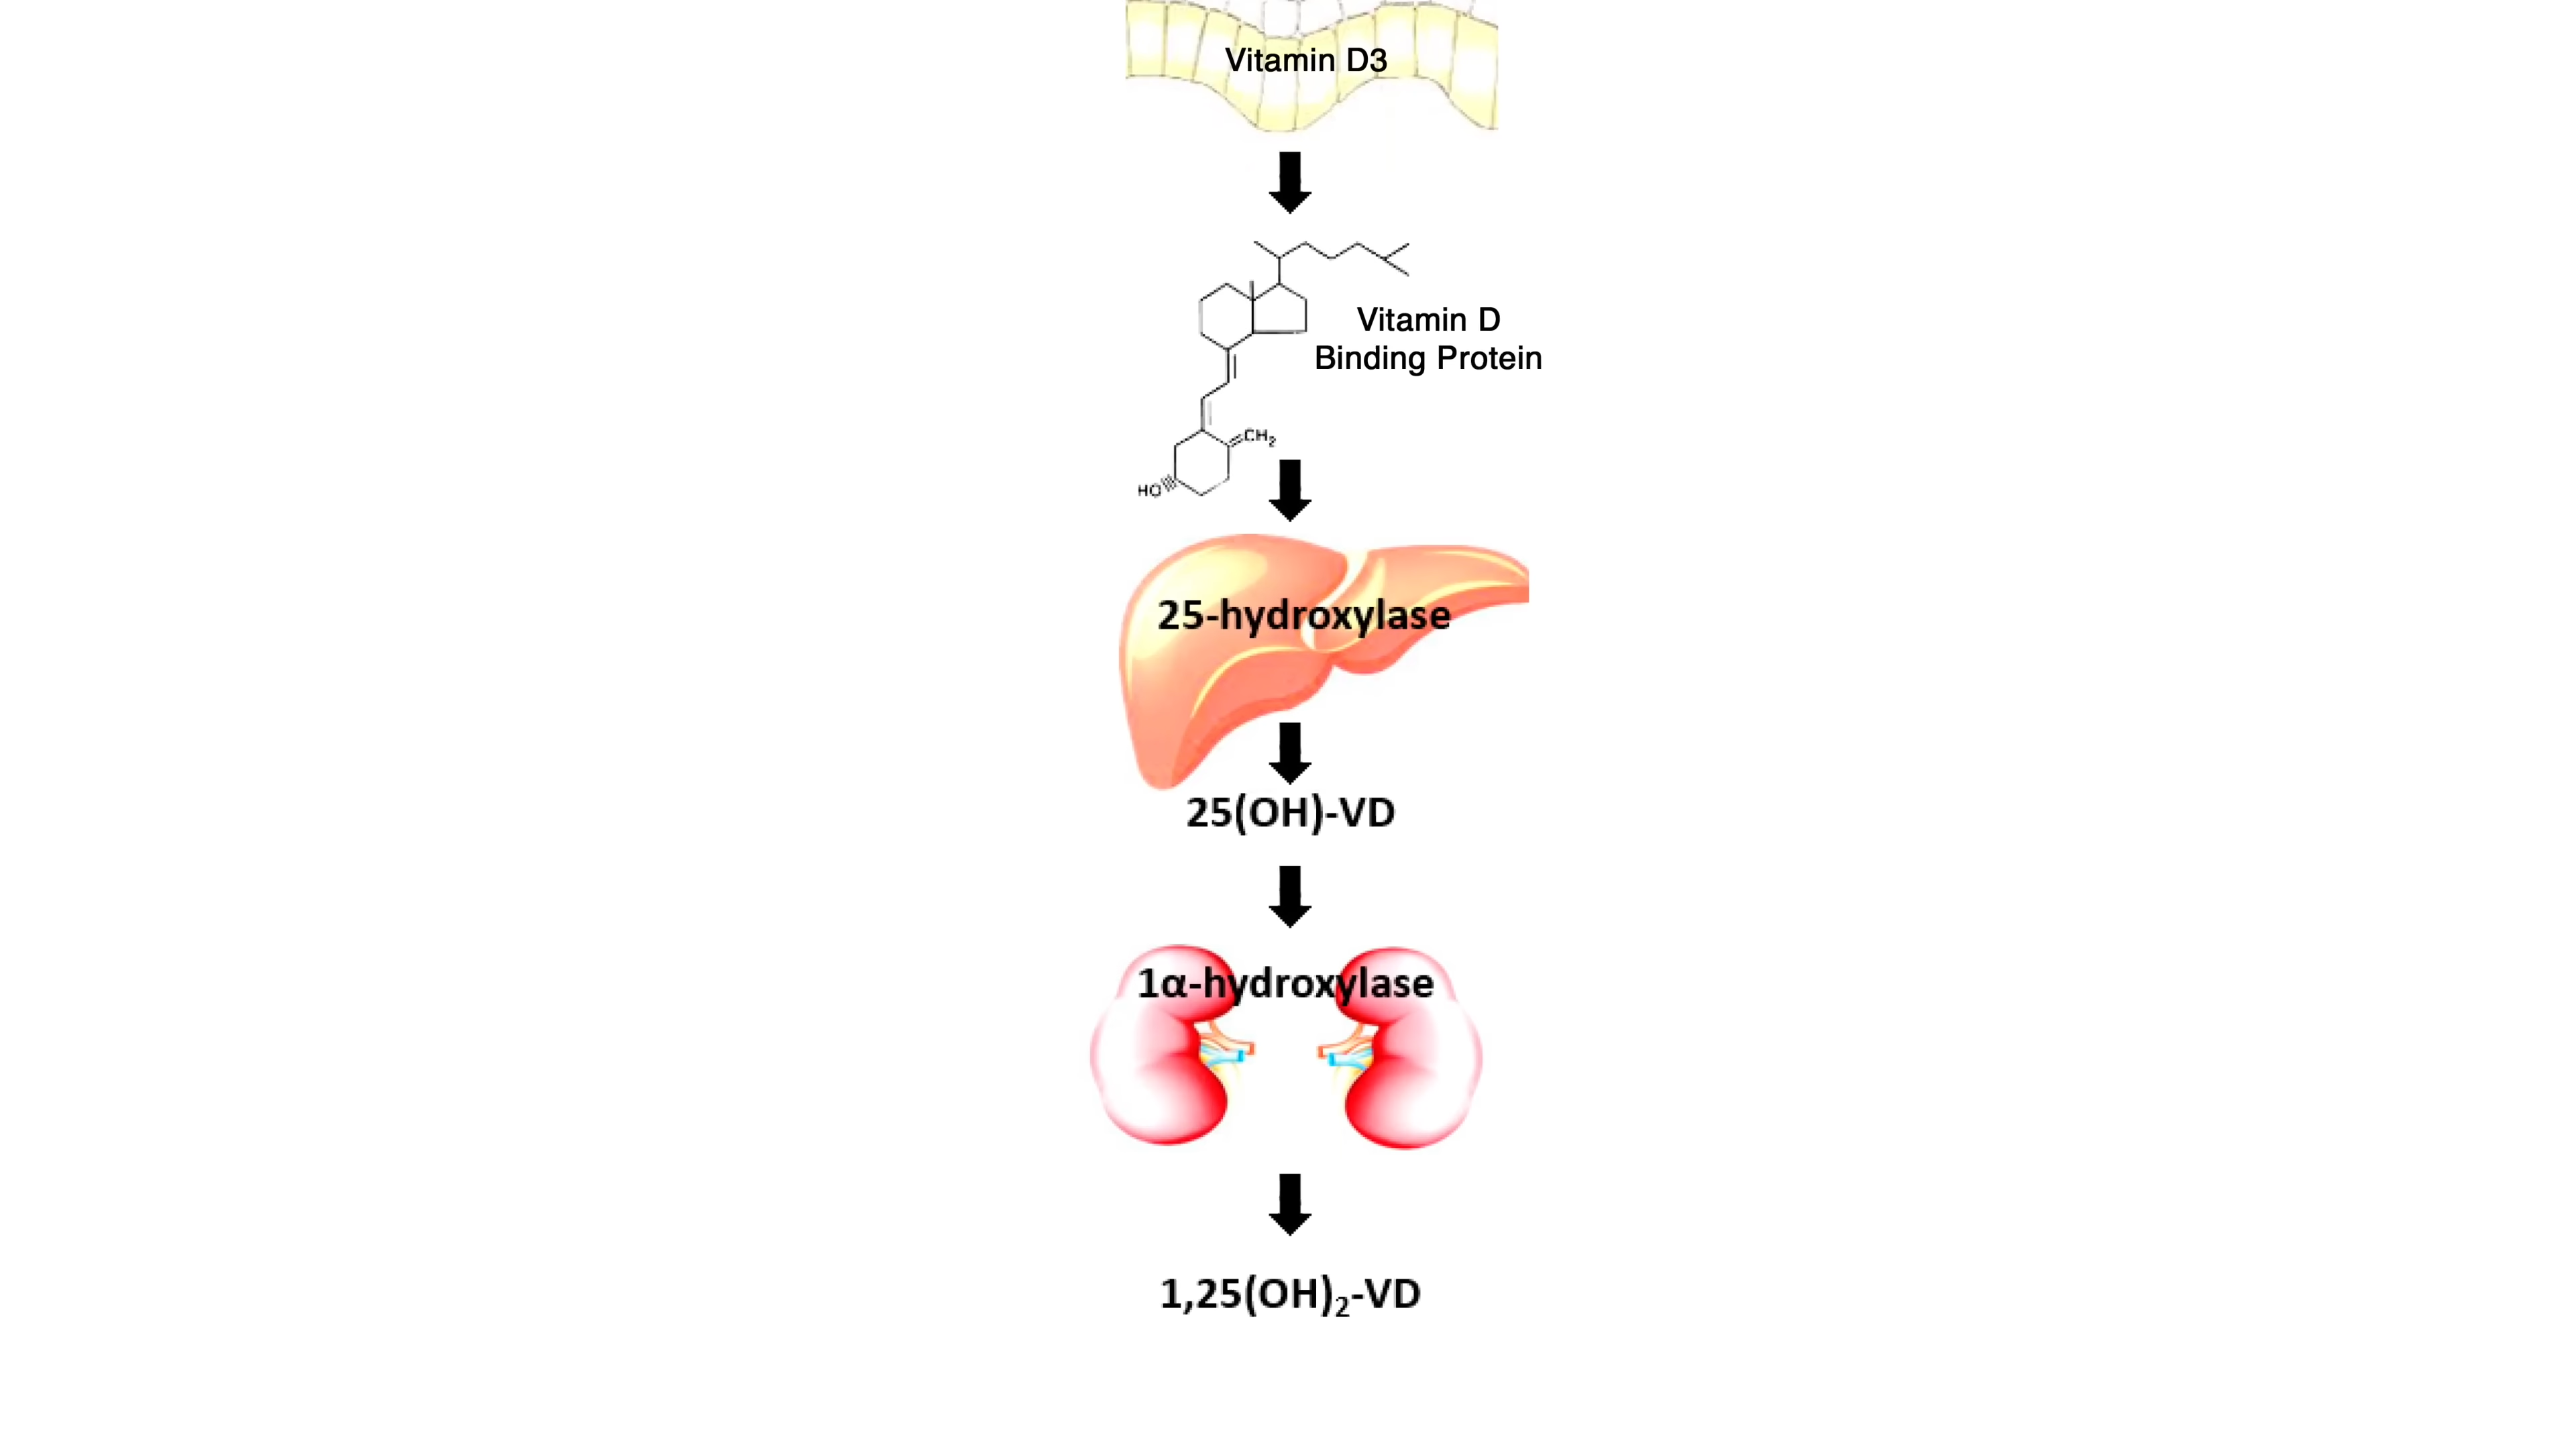 Vitamin D3
Vitamin D
Binding Protein
CH₂
HO
25-hydroxylase
25(OH)-VD
1α-hydroxylase
1,25(OH)₂-VD